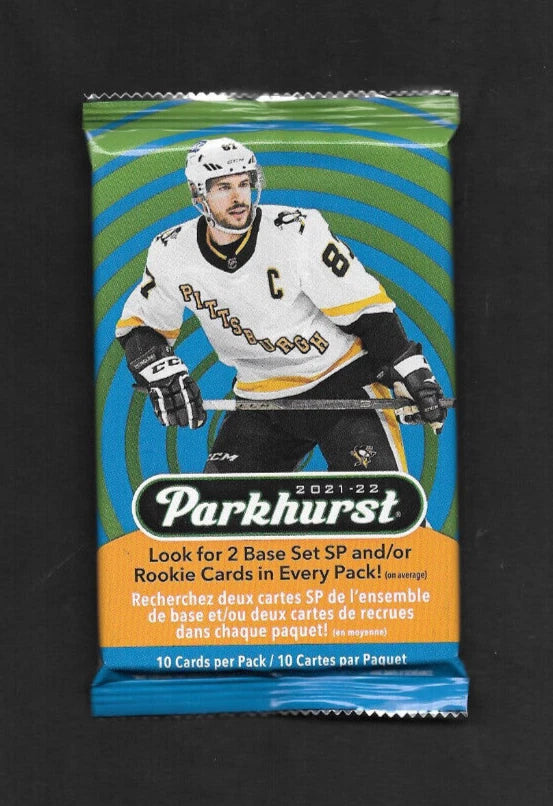 87
CCM
87
7
C
PITTSBURGH
CCM
CCM
2021-22
Parkhurst®
Look for 2 Base Set SP and/or
Rookie Cards in Every Pack! (on average)
Recherchez deux cartes SP de l'ensemble
de base et/ou deux cartes de recrues
dans chaque paquet! (en moyenne)
10 Cards per Pack / 10 Cartes par Paquet